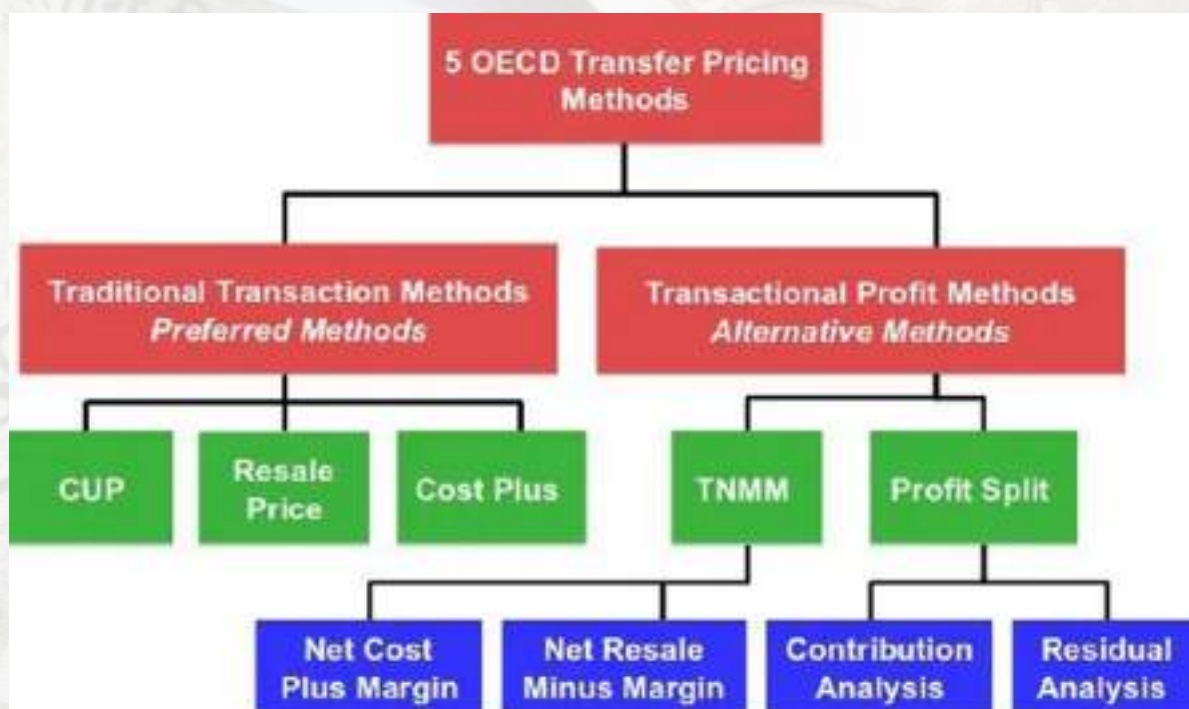 5 OECD Transfer Pricing
Methods
Traditional Transaction Methods
Preferred Methods
Transactional Profit Methods
Alternative Methods
CUP
Resale
Price
Cost Plus
TNMM
Profit Split
Net Cost
Plus Margin
Net Resale
Minus Margin
Contribution
Analysis
Residual
Analysis